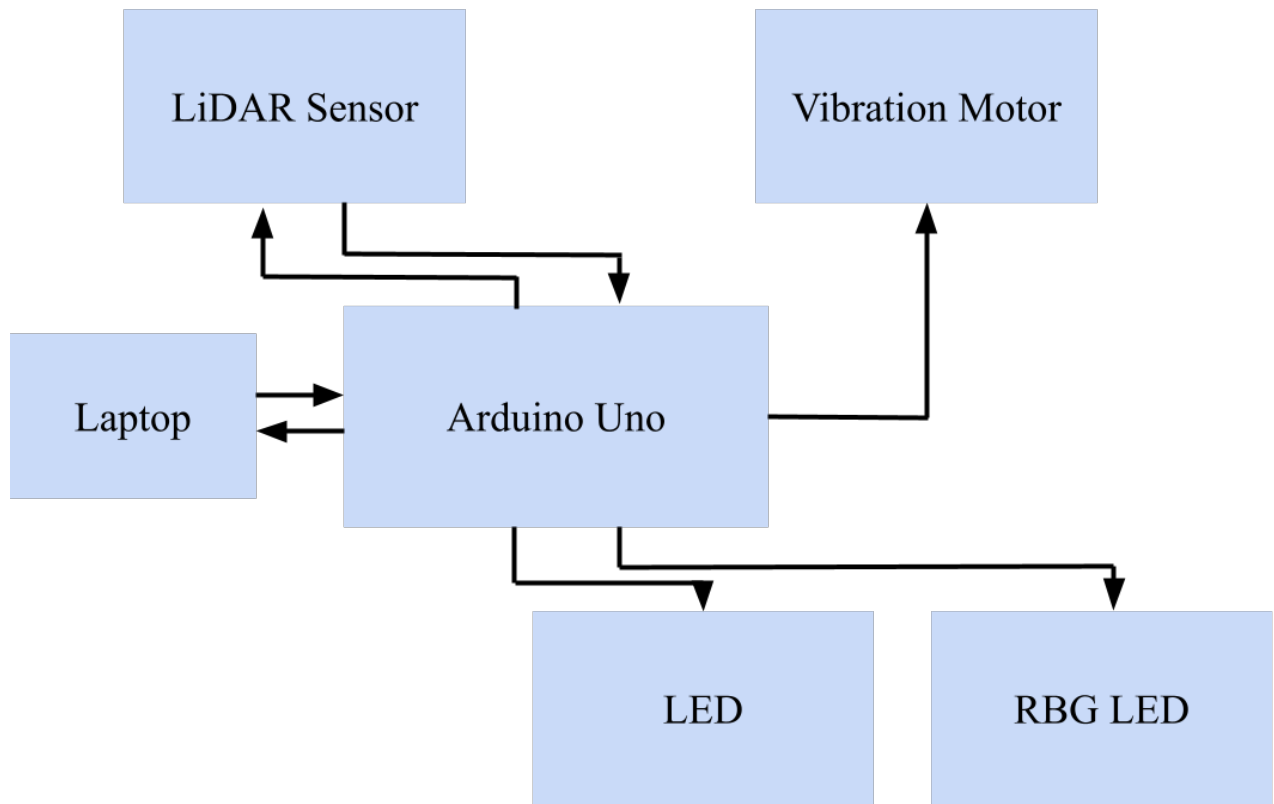 LiDAR Sensor
Vibration Motor
Laptop
Arduino Uno
LED
RBG LED